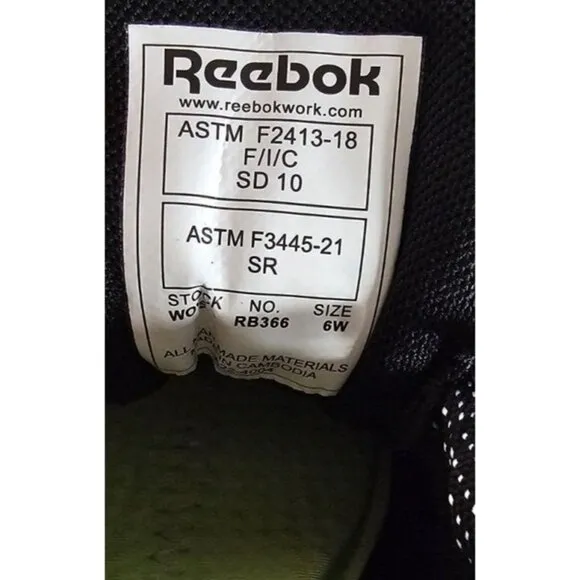 Reebok
www.reebokwork.com
ASTM F2413-18
F/I/C
SD 10
ASTM F3445-21
SR
NO. SIZE
RB366 6W
MADE MATERIALS
IN CAMBODIA